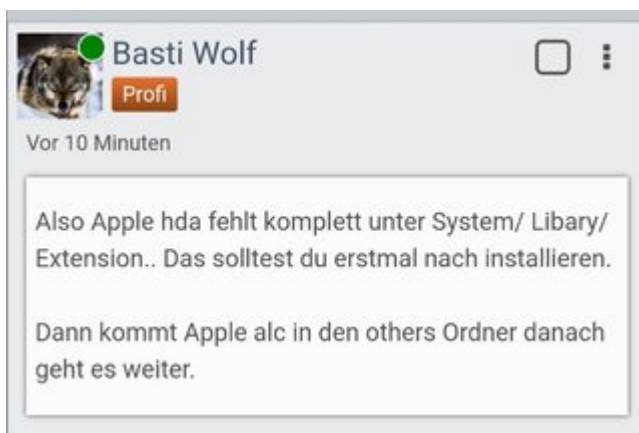 Basti Wolf
Profi
Vor 10 Minuten
Also Apple hda fehlt komplett unter System/ Libary/
Extension.. Das solltest du erstmal nach installieren.
Dann kommt Apple alc in den others Ordner danach
geht es weiter.